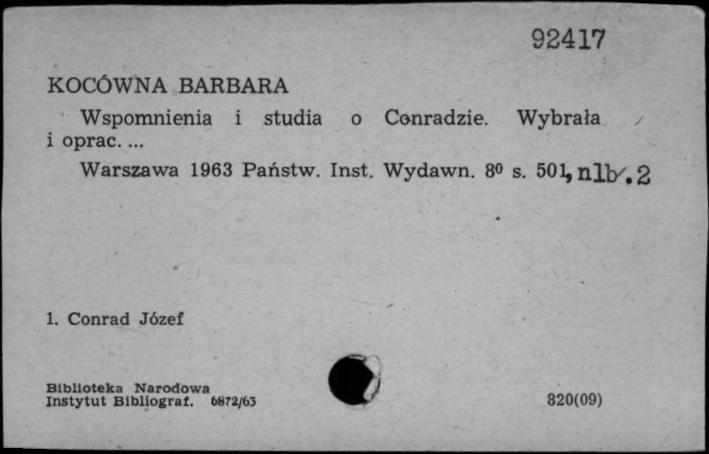 92417
KOCÓWNA BARBARA
Wspomnienia i studia o Conradzie. Wybrała
i oprac. ...
Warszawa 1963 Państw. Inst. Wydawn. 8⁰ s. 501, nlb. 2
1. Conrad Józef
Biblioteka Narodowa
Instytut Bibliograf. 6872/63
820(09)